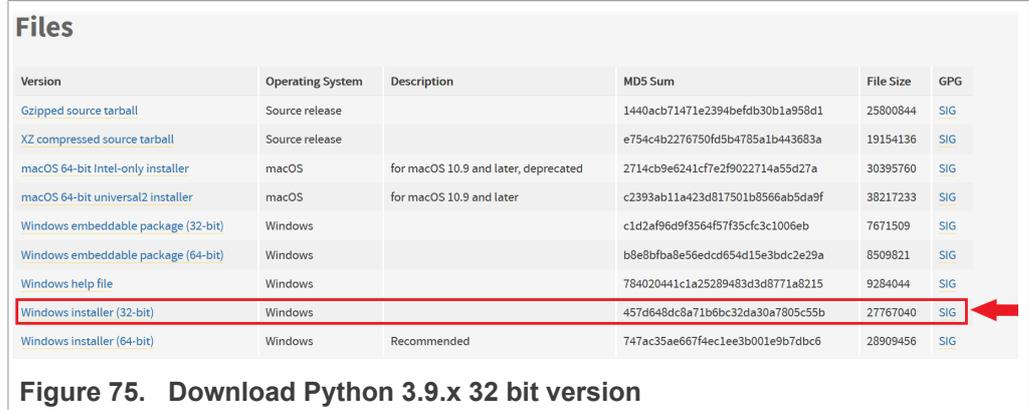 Files
Version Operating System Description MD5 Sum File Size GPG
Gzipped source tarball Source release 1440acb71471e2394befdb30b1a958d1 25800844 SIG
XZ compressed source tarball Source release e754c4b2276750fd5b4785a1b443683a 19154136 SIG
macOS 64-bit Intel-only installer macOS for macOS 10.9 and later, deprecated 2714cb9e6241cf7e2f9022714a55d27a 30395760 SIG
macOS 64-bit universal2 installer macOS for macOS 10.9 and later c2393ab11a423d817501b8566ab5da9f 38217233 SIG
Windows embeddable package (32-bit) Windows c1d2af96d9f3564f57f35cfc3c1006eb 7671509 SIG
Windows embeddable package (64-bit) Windows b8e8bfba8e56edcd654d15e3bdc2e29a 8509821 SIG
Windows help file Windows 784020441c1a25289483d3d8771a8215 9284044 SIG
Windows installer (32-bit) Windows 457d648dc8a71b6bc32da30a7805c55b 27767040 SIG
Windows installer (64-bit) Windows Recommended 747ac35ae667f4ec1ee3b001e9b7dbc6 28909456 SIG
Figure 75. Download Python 3.9.x 32 bit version